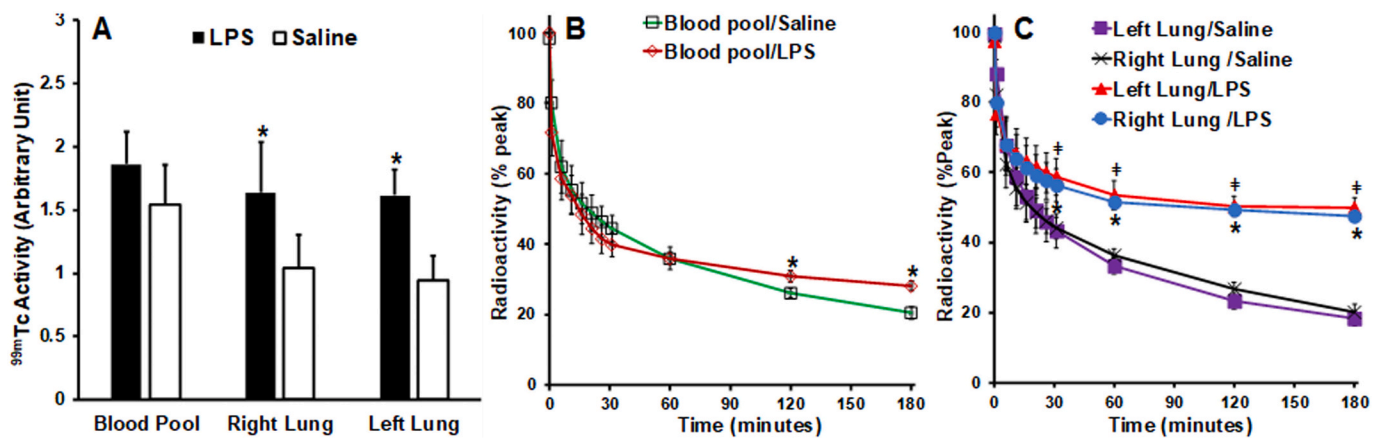 A
LPS Saline
99mTc Activity (Arbitrary Unit)
3
2.5
2
1.5
1
0.5
0
* *
Blood Pool Right Lung Left Lung
B
Blood pool/Saline
Blood pool/LPS
Radioactivity (% peak)
100
80
60
40
20
0
* *
0 30 60 90 120 150 180
Time (minutes)
C
Left Lung/Saline
Right Lung /Saline
Left Lung/LPS
Right Lung /LPS
Radioactivity (%Peak)
100
80
60
40
20
0
ǂ ǂ ǂ ǂ
* * * *
0 30 60 90 120 150 180
Time (minutes)